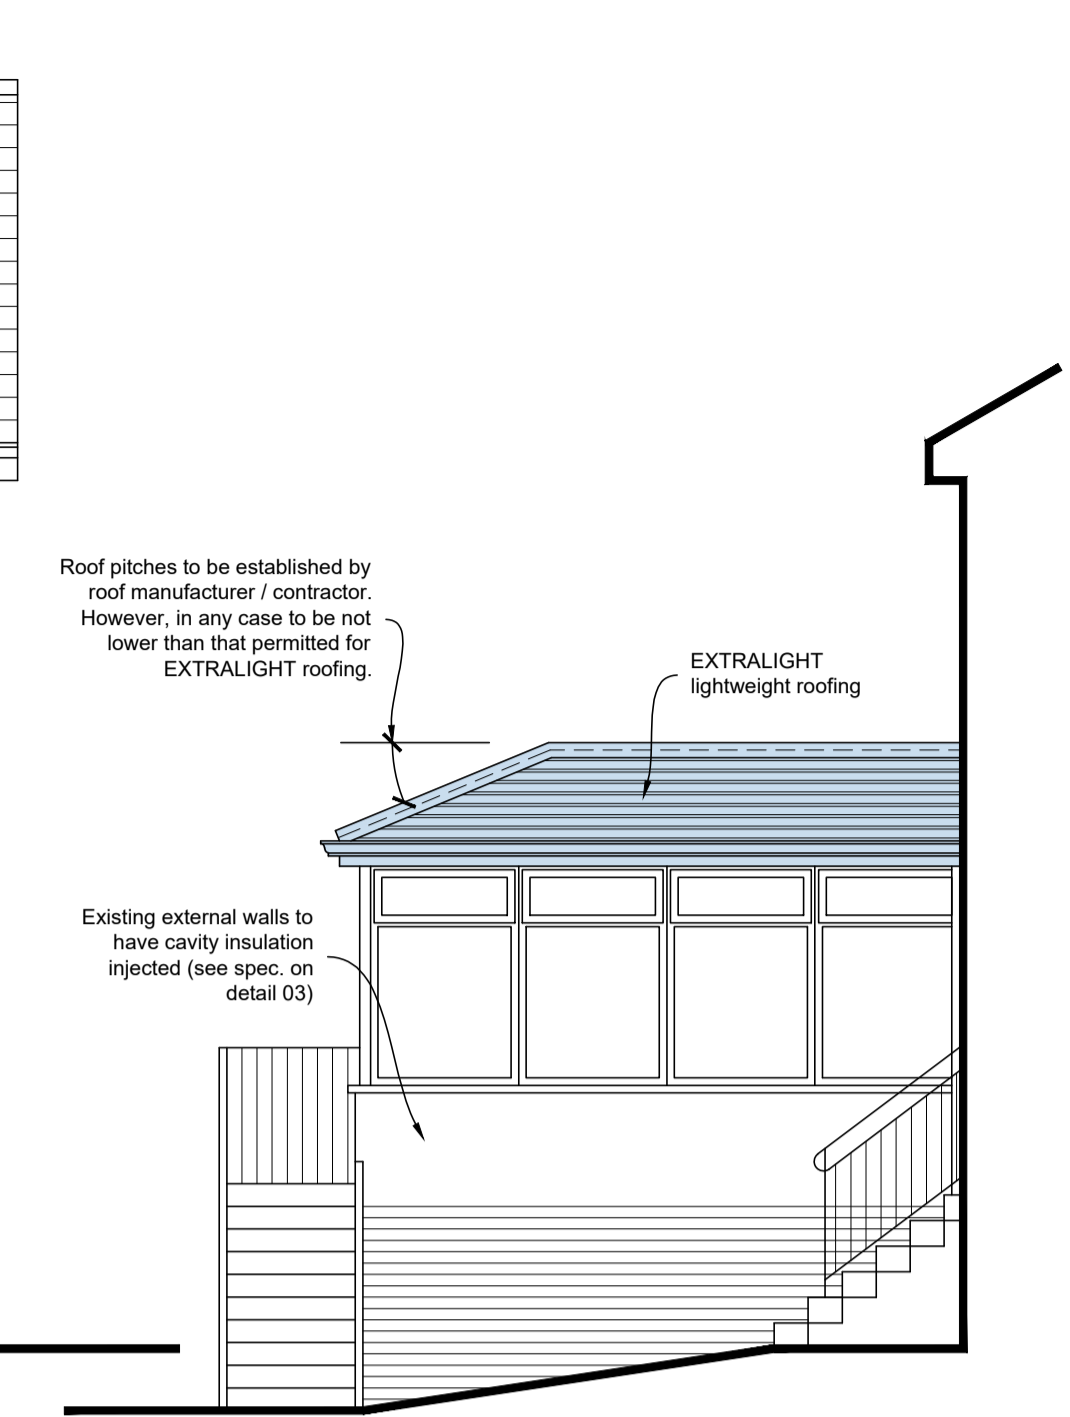 Roof pitches to be established by
roof manufacturer / contractor.
However, in any case to be not
lower than that permitted for
EXTRALIGHT roofing.
EXTRALIGHT
lightweight roofing
Existing external walls to
have cavity insulation
injected (see spec. on
detail 03)